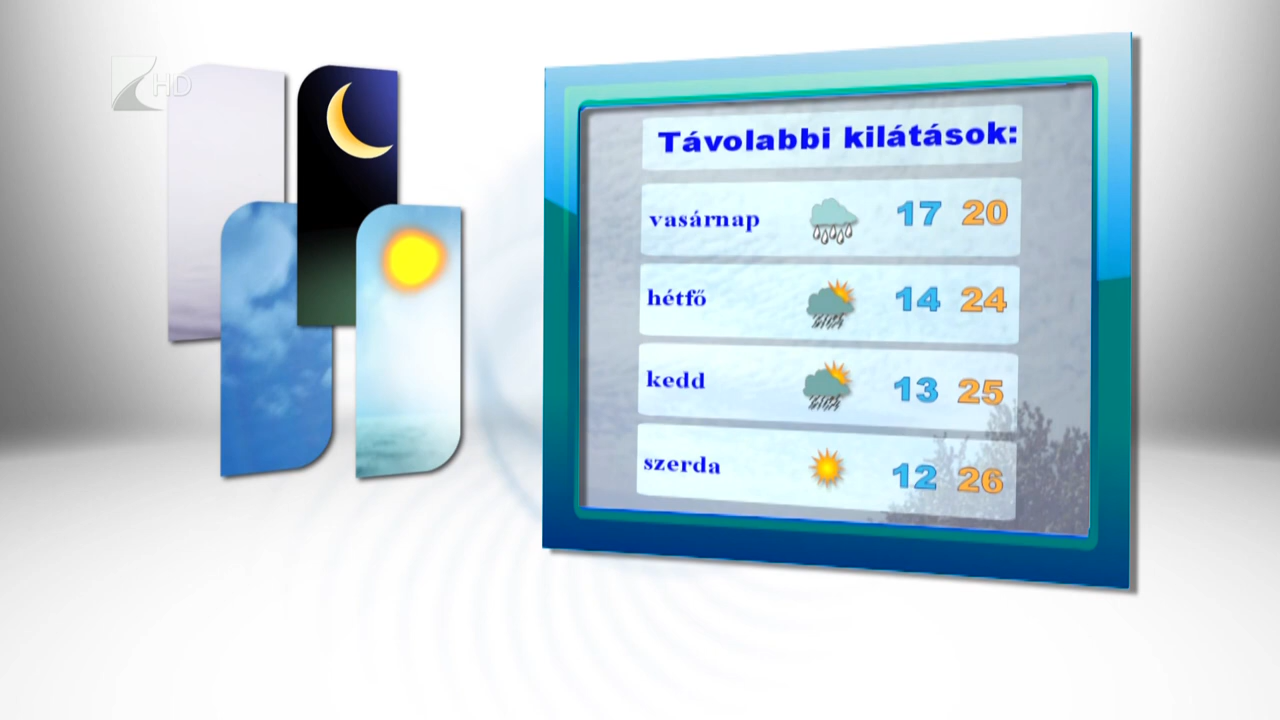 HD
Távolabbi kilátások:
vasárnap 17 20
hétfő 14 24
kedd 13 25
szerda 12 26